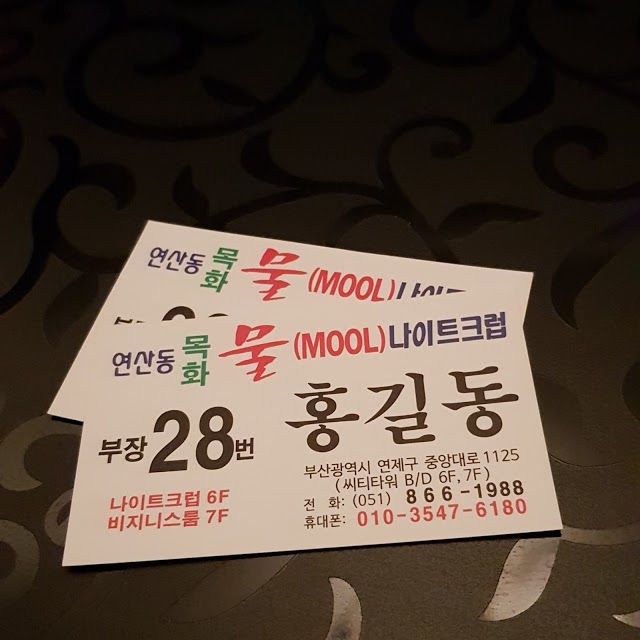 연산동 목화 물 (MOOL) 나이트
연산동 목화 물 (MOOL) 나이트크럽
부장 28번 홍길동
나이트크럽 6F
비지니스룸 7F
부산광역시 연제구 중앙대로 1125
(씨티타워 B/D 6F, 7F)
전 화: (051) 866-1988
휴대폰: 010-3547-6180